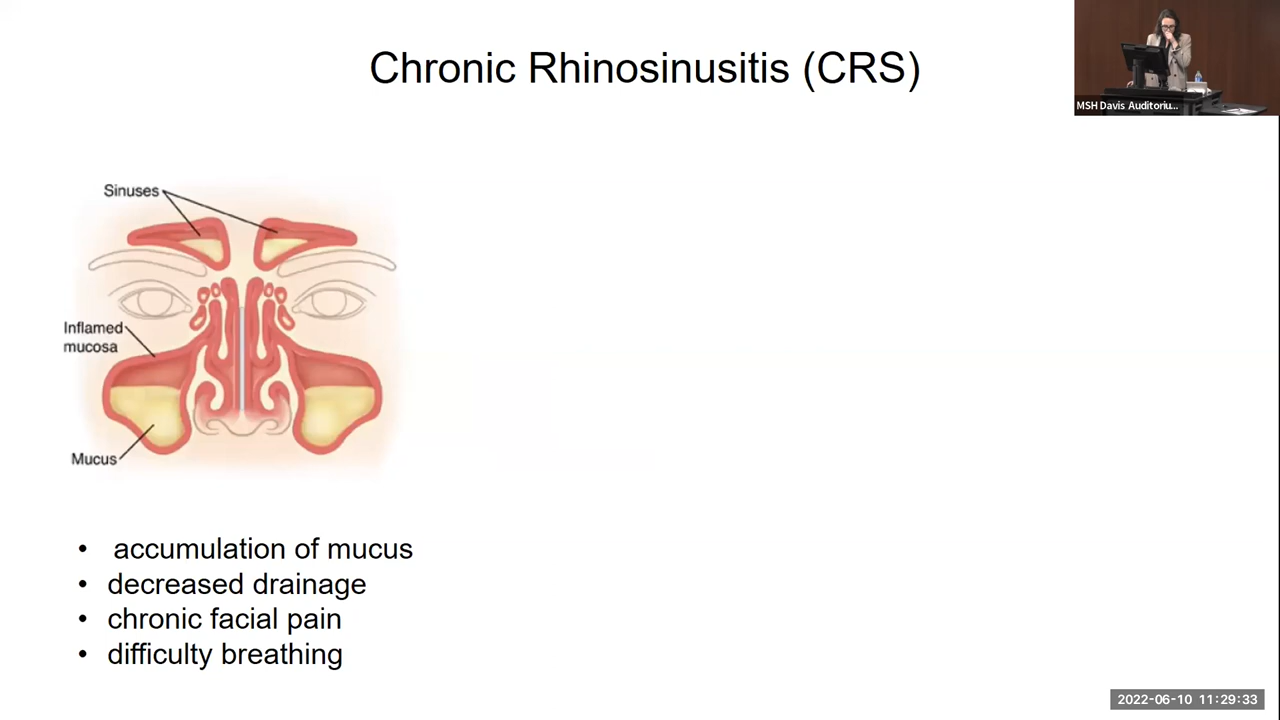 Chronic Rhinosinusitis (CRS)
MSH Davis Auditoriu...
Sinuses
Inflamed
mucosa
Mucus
• accumulation of mucus
• decreased drainage
• chronic facial pain
• difficulty breathing
2022-06-10 11:29:33